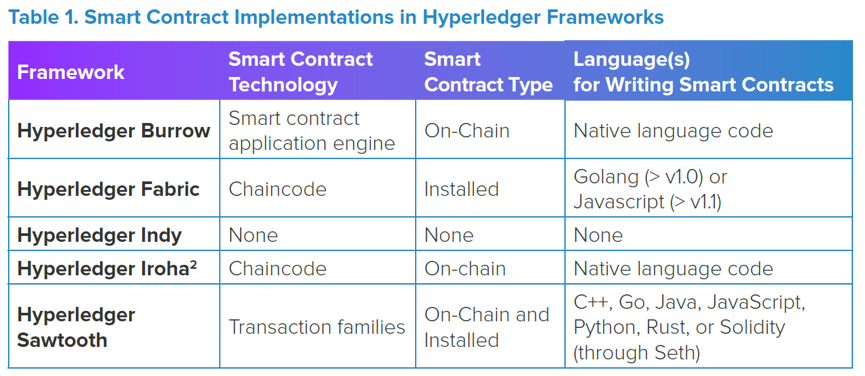 Table 1. Smart Contract Implementations in Hyperledger Frameworks
Framework
Smart Contract
Technology
Smart
Contract Type
Language(s)
for Writing Smart Contracts
Hyperledger Burrow
Smart contract
application engine
On-Chain
Native language code
Hyperledger Fabric
Chaincode
Installed
Golang (> v1.0) or
Javascript (> v1.1)
Hyperledger Indy
None
None
None
Hyperledger Iroha²
Chaincode
On-chain
Native language code
Hyperledger
Sawtooth
Transaction families
On-Chain and
Installed
C++, Go, Java, JavaScript,
Python, Rust, or Solidity
(through Seth)